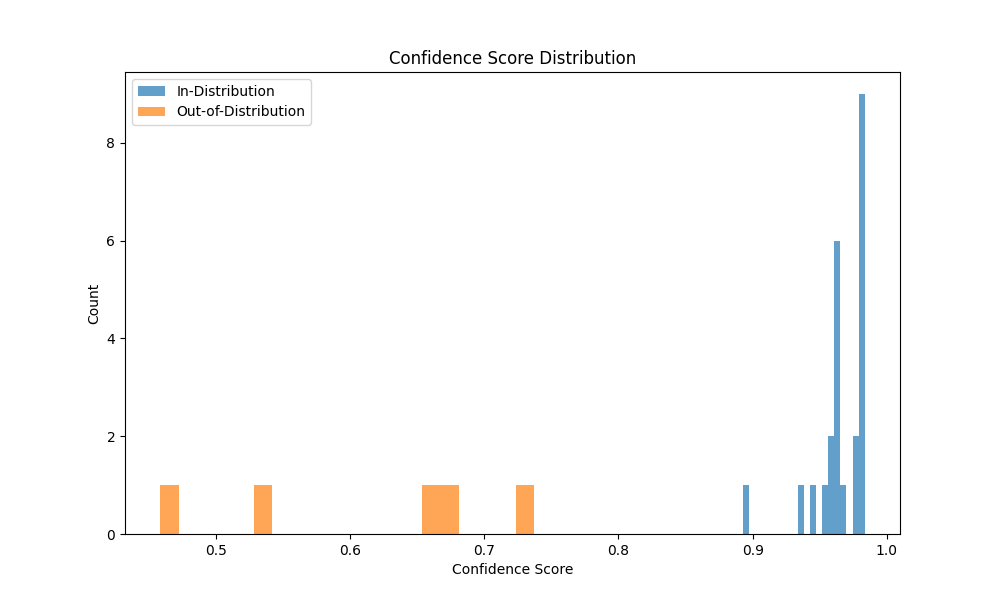 Confidence Score Distribution
In-Distribution
Out-of-Distribution
8
6
4
2
0
Count
0.5 0.6 0.7 0.8 0.9 1.0
Confidence Score